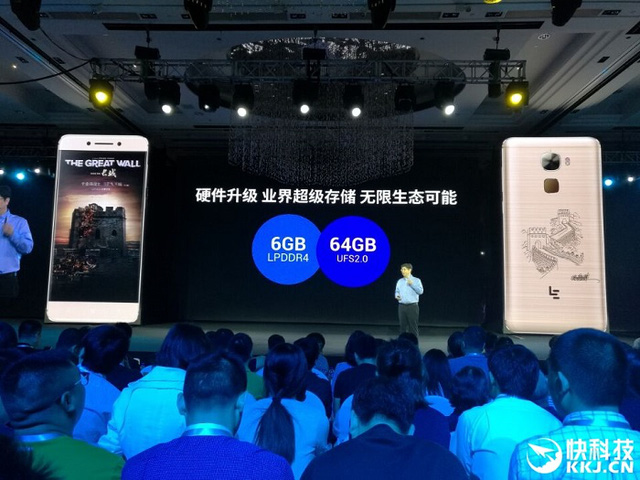 THE GREAT WALL
长城
硬件升级 业界超级存储 无限生态可能
6GB
LPDDR4
64GB
UFS2.0
LE
快科技
KKJ.CN